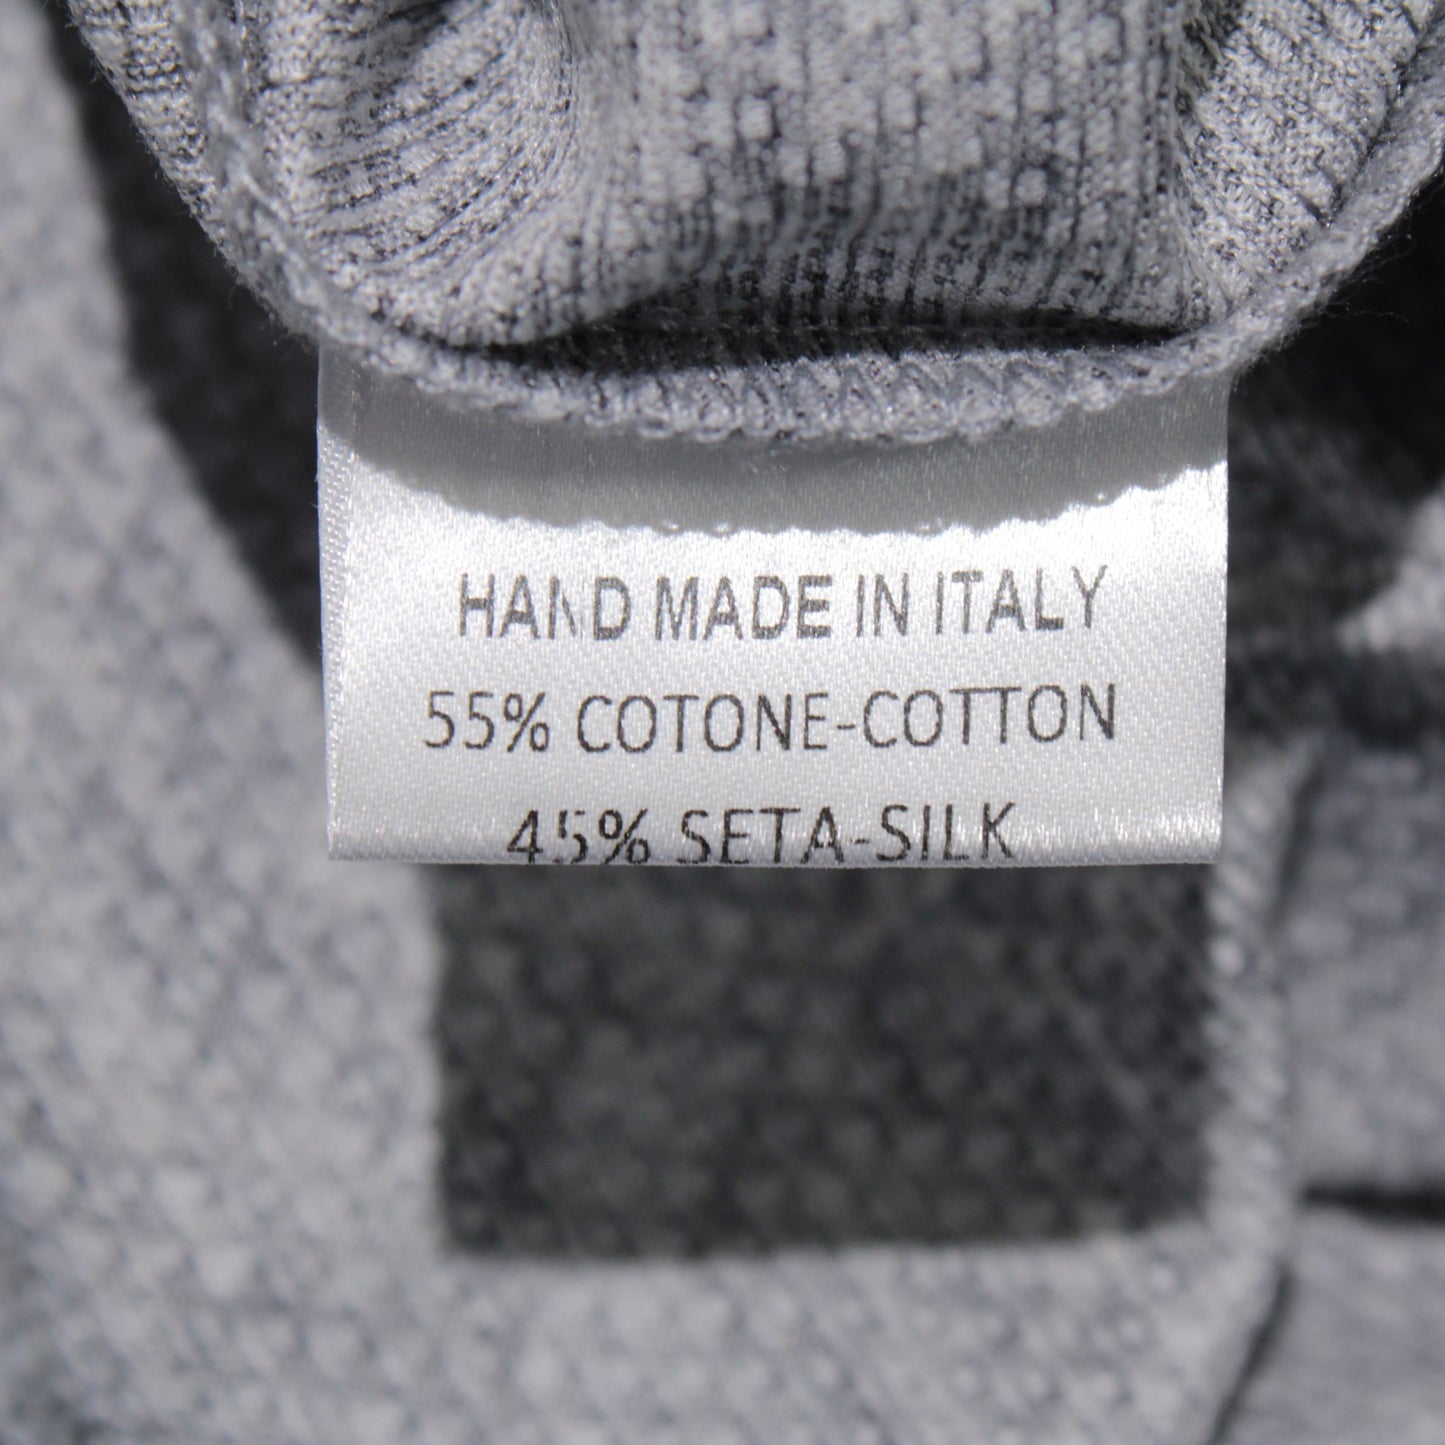 HAND MADE IN ITALY
55% COTONE-COTTON
45% SETA-SILK